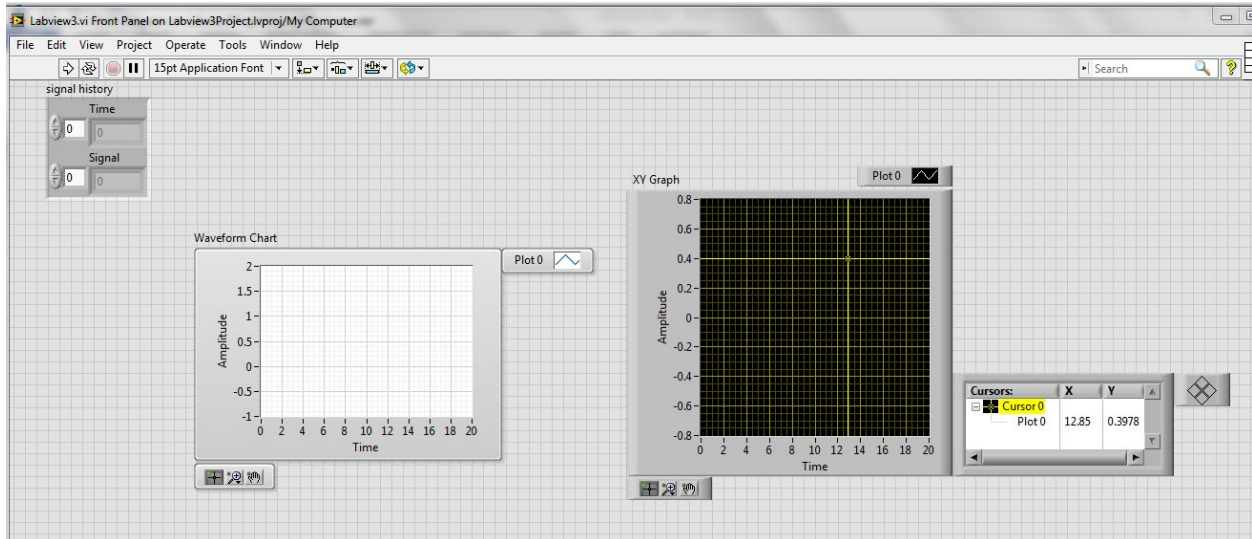 Labview3.vi Front Panel on Labview3Project.lvproj/My Computer
File Edit View Project Operate Tools Window Help
15pt Application Font
Search
signal history
Time
0 0
Signal
0 0
Waveform Chart
Plot 0
2
1.5
1
0.5
0
-0.5
-1
Amplitude
0 2 4 6 8 10 12 14 16 18 20
Time
XY Graph
Plot 0
0.8
0.6
0.4
0.2
0
-0.2
-0.4
-0.6
-0.8
Amplitude
0 2 4 6 8 10 12 14 16 18 20
Time
Cursors: X Y
Cursor 0
Plot 0 12.85 0.3978